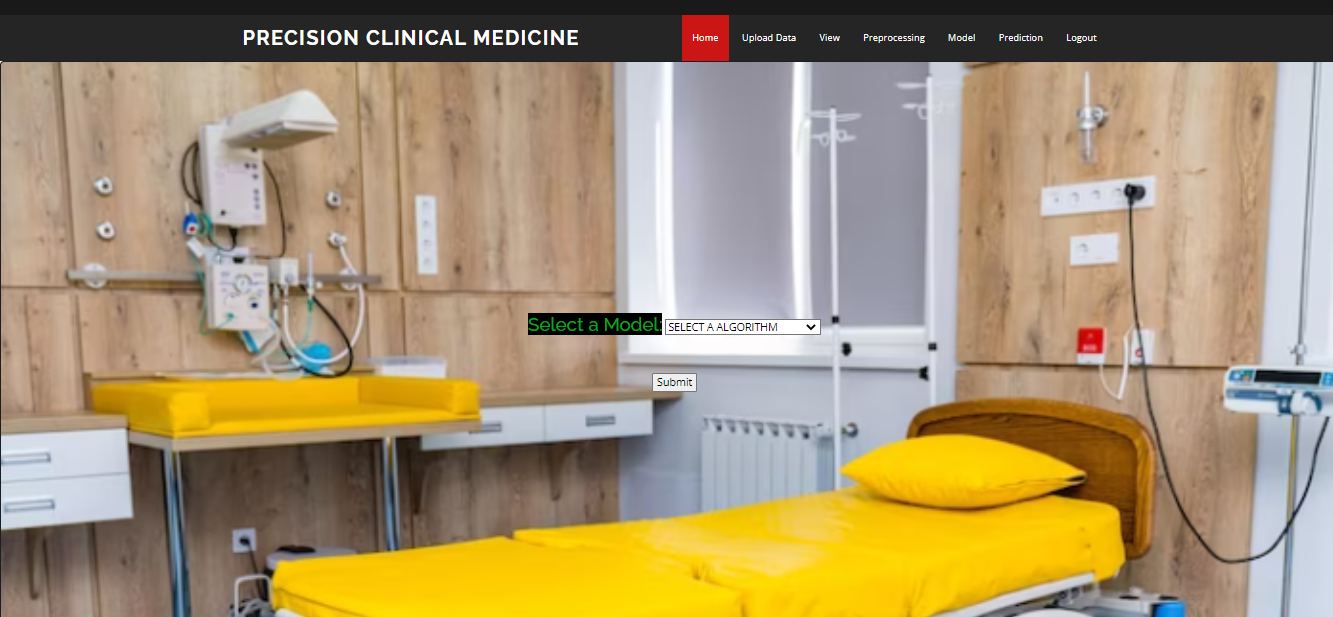 PRECISION CLINICAL MEDICINE
Home Upload Data View Preprocessing Model Prediction Logout
Select a Model: SELECT A ALGORITHM
Submit